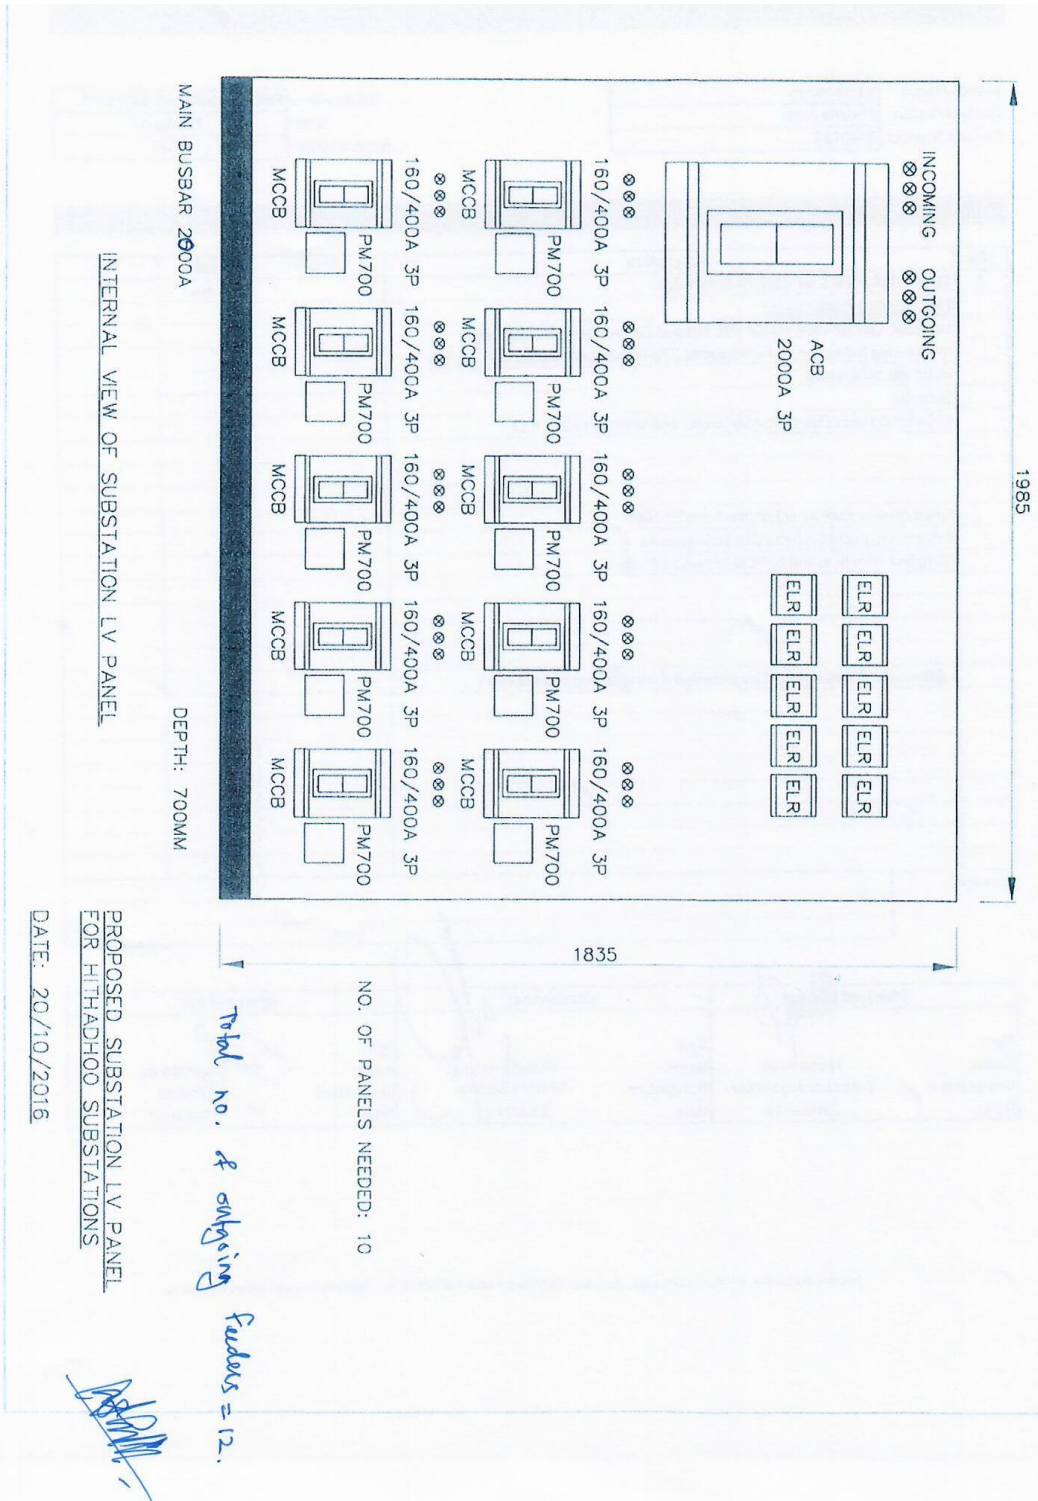 1985
INCOMING OUTGOING
ACB
2000A 3P
ELR ELR ELR ELR ELR
ELR ELR ELR ELR ELR
1835
160/400A 3P 160/400A 3P 160/400A 3P 160/400A 3P 160/400A 3P
PM700 PM700 PM700 PM700 PM700
MCCB MCCB MCCB MCCB MCCB
160/400A 3P 160/400A 3P 160/400A 3P 160/400A 3P 160/400A 3P
PM700 PM700 PM700 PM700 PM700
MCCB MCCB MCCB MCCB MCCB
MAIN BUSBAR 2000A
DEPTH: 700MM
INTERNAL VIEW OF SUBSTATION LV PANEL
NO. OF PANELS NEEDED: 10
Total no. of outgoing feeders = 12.
PROPOSED SUBSTATION LV PANEL
FOR HITHADHOO SUBSTATIONS
DATE: 20/10/2016